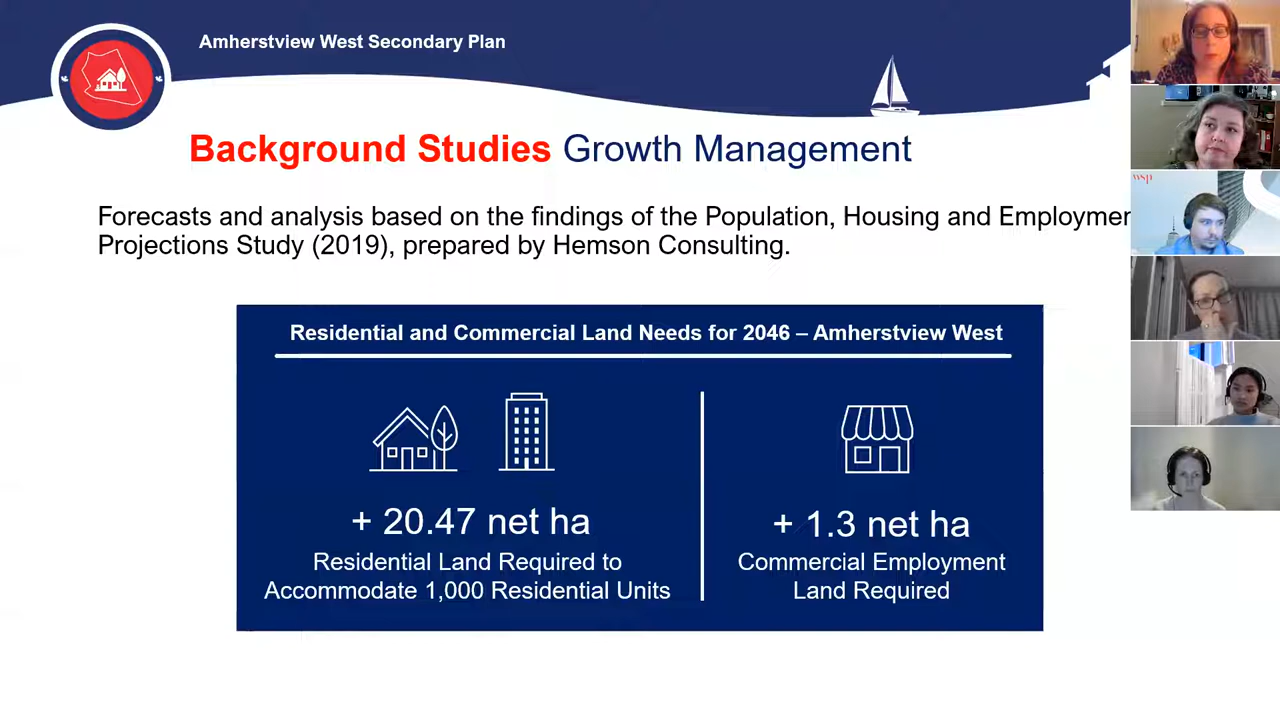 Amherstview West Secondary Plan
Background Studies Growth Management
Forecasts and analysis based on the findings of the Population, Housing and Employmen
Projections Study (2019), prepared by Hemson Consulting.
Residential and Commercial Land Needs for 2046 – Amherstview West
+ 20.47 net ha
Residential Land Required to
Accommodate 1,000 Residential Units
+ 1.3 net ha
Commercial Employment
Land Required
wsp